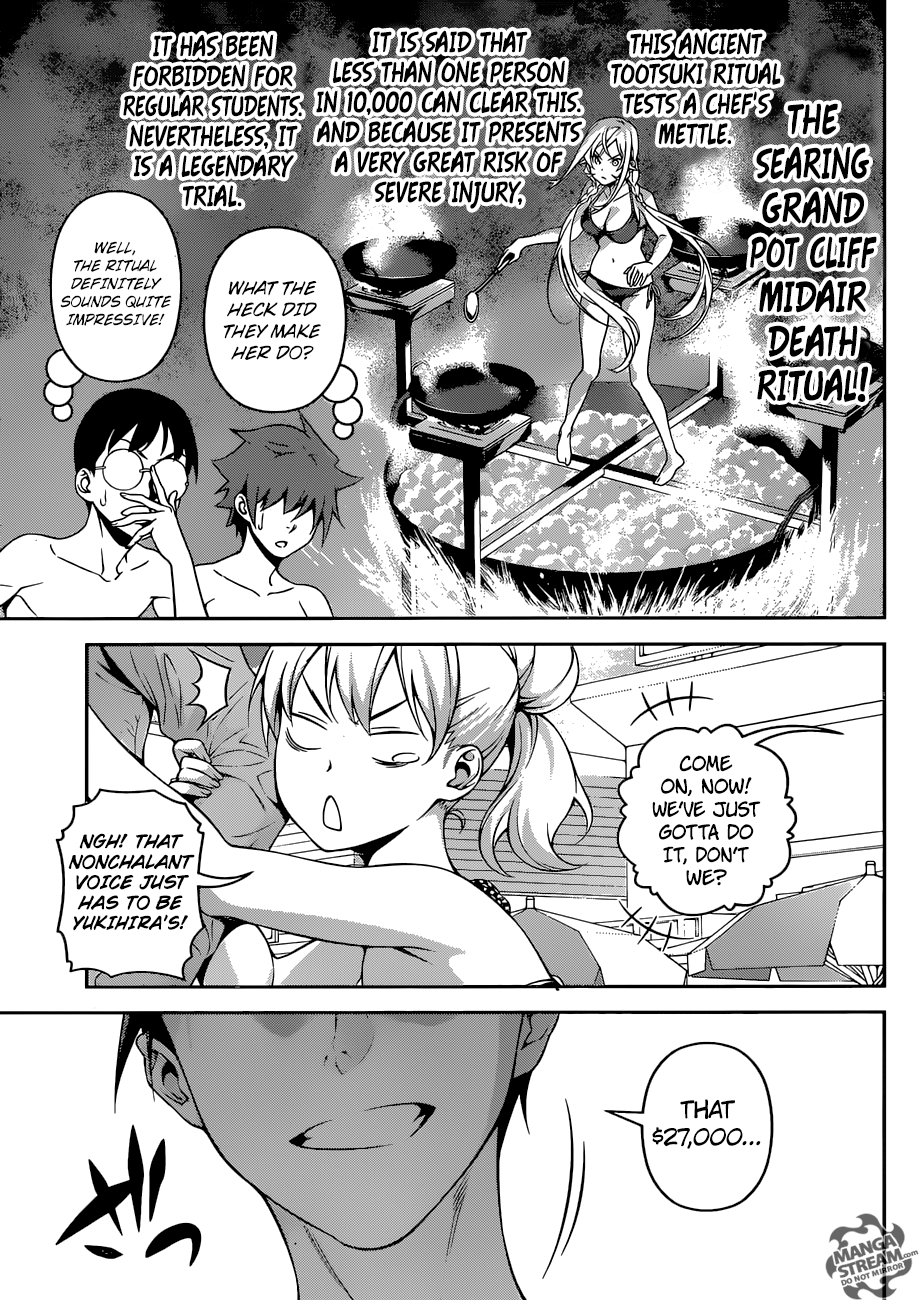 THE
SEARING
GRAND
POT CLIFF
MIDAIR
DEATH
RITUAL!
THIS ANCIENT
TOOTSUKI RITUAL
TESTS A CHEF'S
METTLE.
IT IS SAID THAT
LESS THAN ONE PERSON
IN 10,000 CAN CLEAR THIS.
AND BECAUSE IT PRESENTS
A VERY GREAT RISK OF
SEVERE INJURY,
IT HAS BEEN
FORBIDDEN FOR
REGULAR STUDENTS.
NEVERTHELESS, IT
IS A LEGENDARY
TRIAL.
WHAT THE
HECK DID
THEY MAKE
HER DO?
WELL,
THE RITUAL
DEFINITELY
SOUNDS QUITE
IMPRESSIVE!
COME
ON, NOW!
WE'VE JUST
GOTTA DO
IT, DON'T
WE?
NGH! THAT
NONCHALANT
VOICE JUST
HAS TO BE
YUKIHIRA'S!
THAT
$27,000...
MANGA
STREAM.com
DO NOT MIRROR